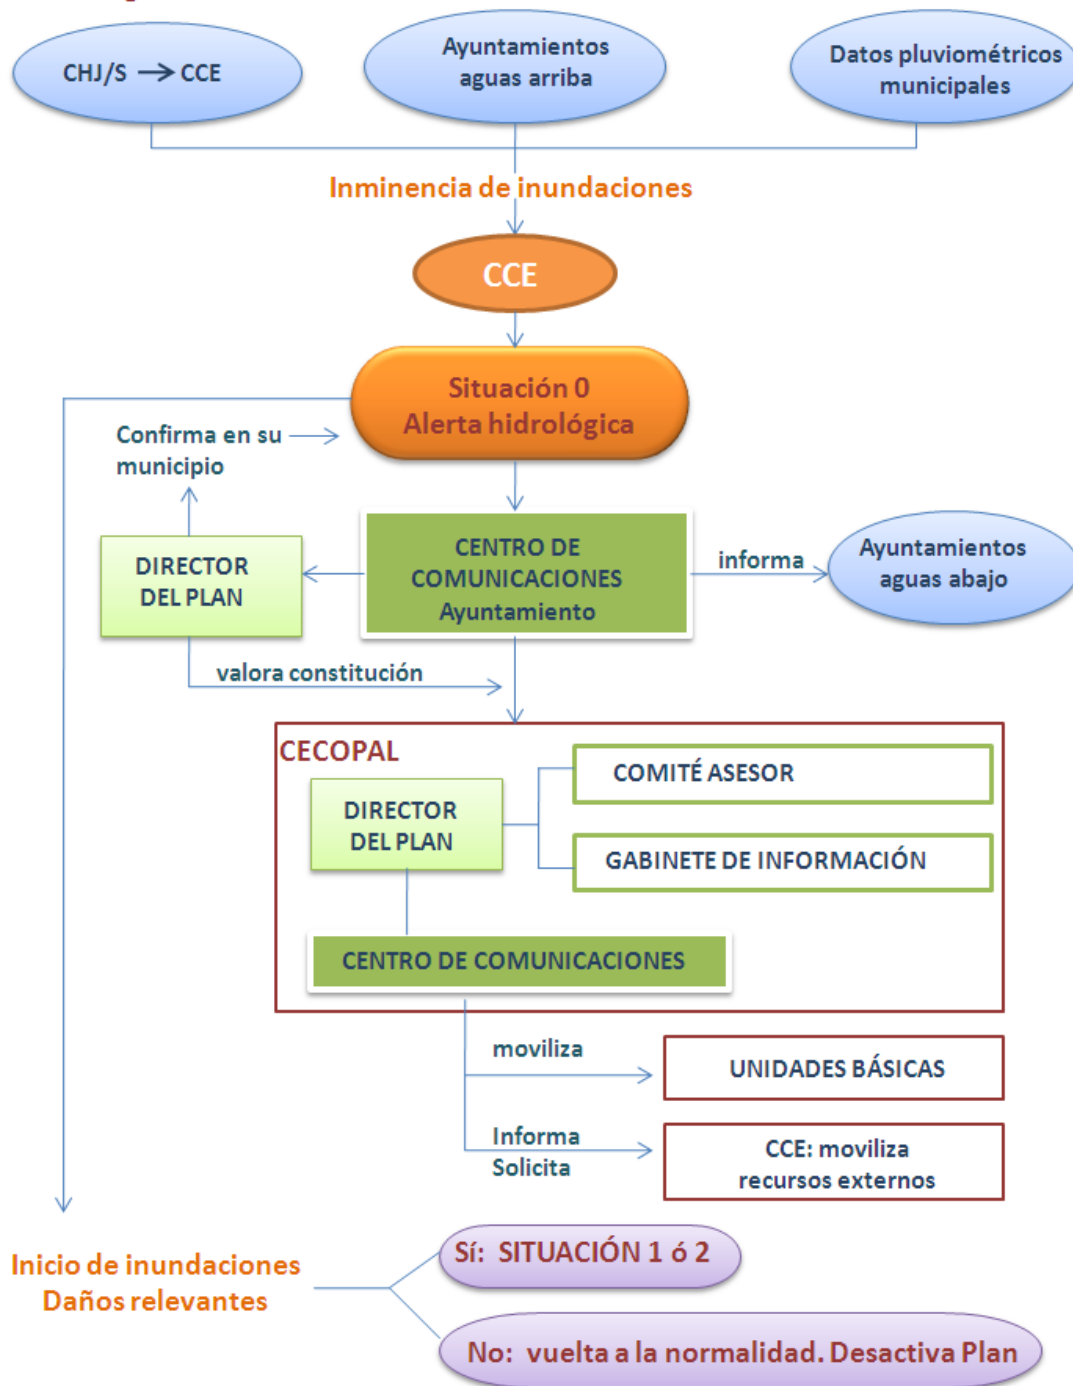 CHJ/S → CCE
Ayuntamientos
aguas arriba
Datos pluviométricos
municipales
Inminencia de inundaciones
CCE
Situación 0
Alerta hidrológica
Confirma en su
municipio
DIRECTOR
DEL PLAN
CENTRO DE
COMUNICACIONES
Ayuntamiento
informa
Ayuntamientos
aguas abajo
valora constitución
CECOPAL
DIRECTOR
DEL PLAN
COMITÉ ASESOR
GABINETE DE INFORMACIÓN
CENTRO DE COMUNICACIONES
moviliza
UNIDADES BÁSICAS
Informa
Solicita
CCE: moviliza
recursos externos
Inicio de inundaciones
Daños relevantes
Sí: SITUACIÓN 1 ó 2
No: vuelta a la normalidad. Desactiva Plan